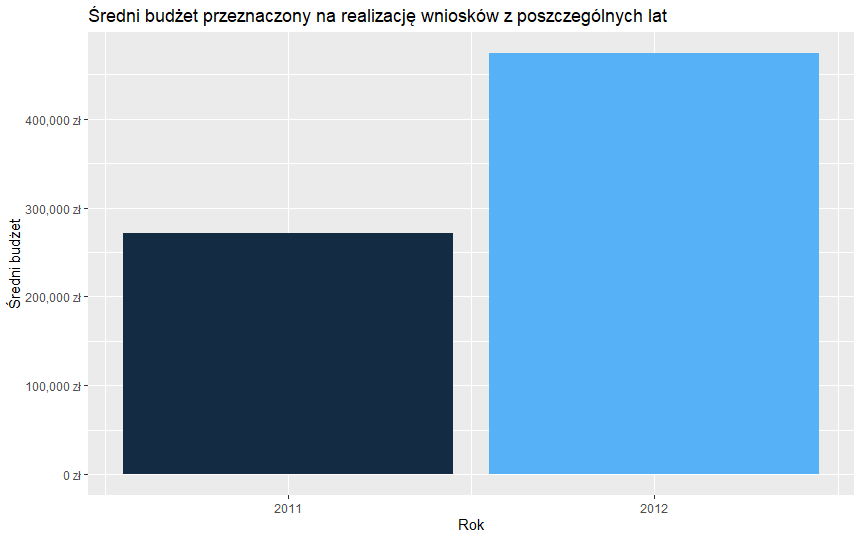 Średni budżet przeznaczony na realizację wniosków z poszczególnych lat
400,000 zł
300,000 zł
200,000 zł
100,000 zł
0 zł
Średni budżet
2011
2012
Rok